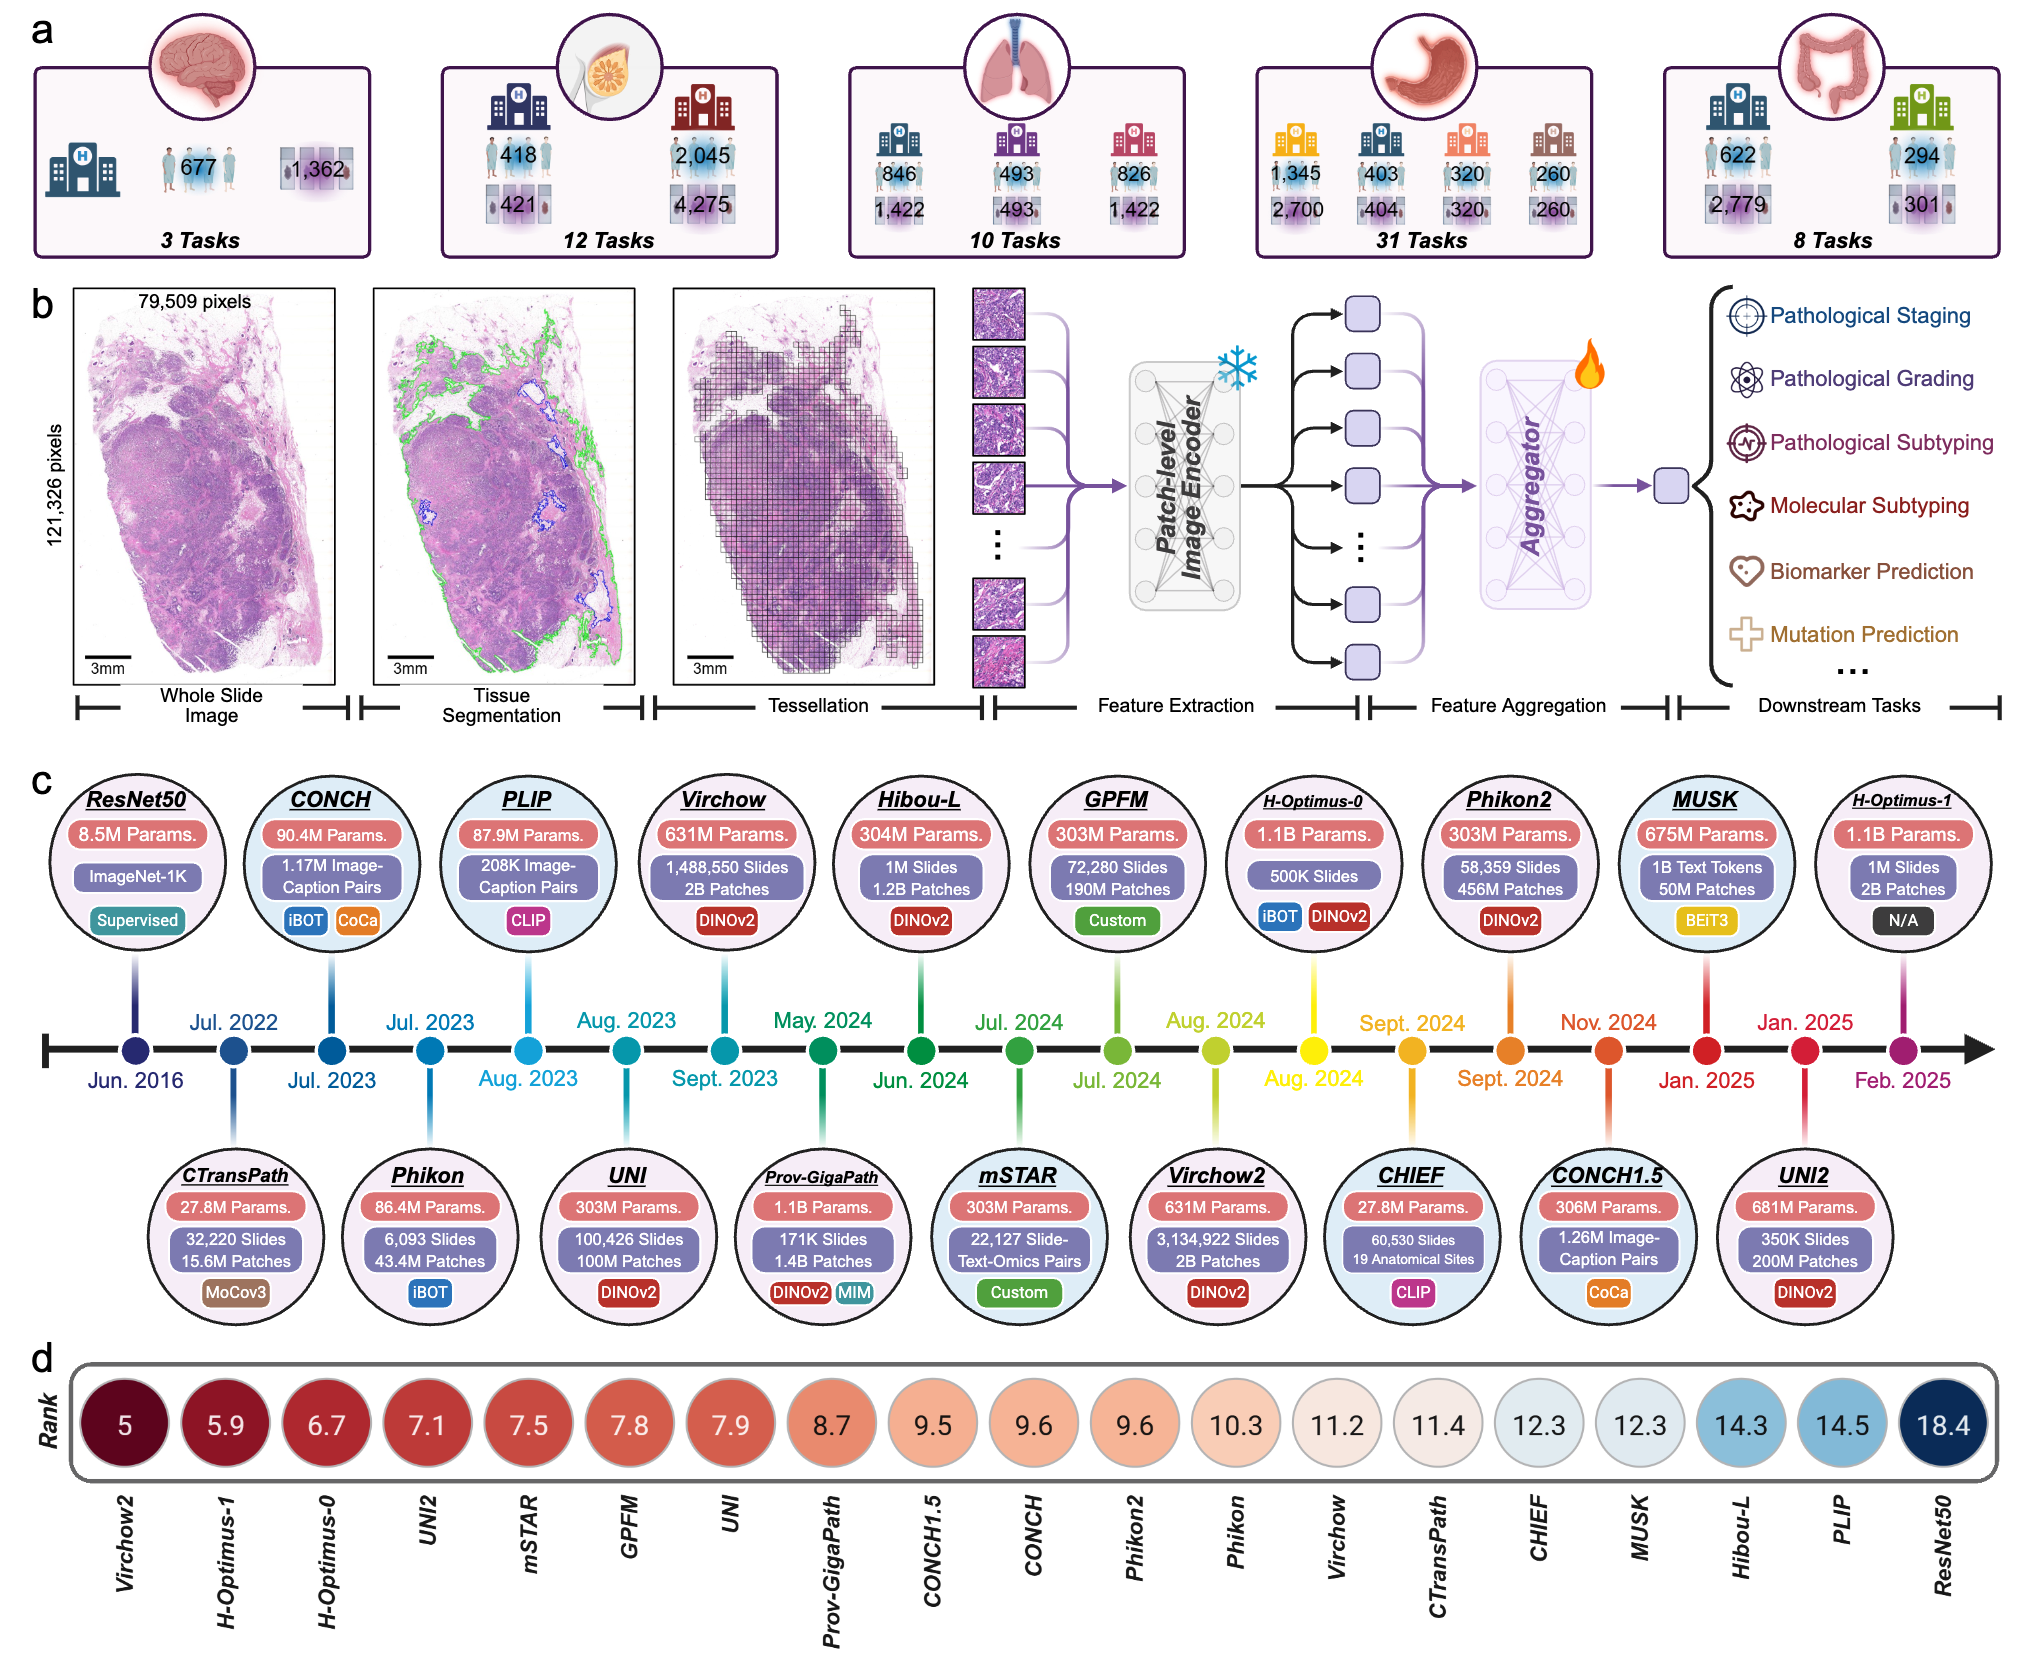 a
H
677
1,362
3 Tasks
H
H
418
2,045
421
4,275
12 Tasks
H
H
H
846
493
826
1,422
493
1,422
10 Tasks
H
H
H
H
1,345
403
320
260
2,700
404
320
260
31 Tasks
H
H
622
294
2,779
301
8 Tasks
b
79,509 pixels
121,326 pixels
3mm
3mm
3mm
Patch-level
Image Encoder
Aggregator
Pathological Staging
Pathological Grading
Pathological Subtyping
Molecular Subtyping
Biomarker Prediction
Mutation Prediction
...
Whole Slide
Image
Tissue
Segmentation
Tessellation
Feature Extraction
Feature Aggregation
Downstream Tasks
c
ResNet50
8.5M Params.
ImageNet-1K
Supervised
CONCH
90.4M Params.
1.17M Image-
Caption Pairs
iBOT CoCa
PLIP
87.9M Params.
208K Image-
Caption Pairs
CLIP
Virchow
631M Params.
1,488,550 Slides
2B Patches
DINOv2
Hibou-L
304M Params.
1M Slides
1.2B Patches
DINOv2
GPFM
303M Params.
72,280 Slides
190M Patches
Custom
H-Optimus-0
1.1B Params.
500K Slides
iBOT DINOv2
Phikon2
303M Params.
58,359 Slides
456M Patches
DINOv2
MUSK
675M Params.
1B Text Tokens
50M Patches
BEiT3
H-Optimus-1
1.1B Params.
1M Slides
2B Patches
N/A
Jul. 2022
Jul. 2023
Aug. 2023
May. 2024
Jul. 2024
Aug. 2024
Sept. 2024
Nov. 2024
Jan. 2025
Jun. 2016
Jul. 2023
Aug. 2023
Sept. 2023
Jun. 2024
Jul. 2024
Aug. 2024
Sept. 2024
Jan. 2025
Feb. 2025
CTransPath
27.8M Params.
32,220 Slides
15.6M Patches
MoCov3
Phikon
86.4M Params.
6,093 Slides
43.4M Patches
iBOT
UNI
303M Params.
100,426 Slides
100M Patches
DINOv2
Prov-GigaPath
1.1B Params.
171K Slides
1.4B Patches
DINOv2 MIM
mSTAR
303M Params.
22,127 Slide-
Text-Omics Pairs
Custom
Virchow2
631M Params.
3,134,922 Slides
2B Patches
DINOv2
CHIEF
27.8M Params.
60,530 Slides
19 Anatomical Sites
CLIP
CONCH1.5
306M Params.
1.26M Image-
Caption Pairs
CoCa
UNI2
681M Params.
350K Slides
200M Patches
DINOv2
d
Rank
5
5.9
6.7
7.1
7.5
7.8
7.9
8.7
9.5
9.6
9.6
10.3
11.2
11.4
12.3
12.3
14.3
14.5
18.4
Virchow2
H-Optimus-1
H-Optimus-0
UNI2
mSTAR
GPFM
UNI
Prov-GigaPath
CONCH1.5
CONCH
Phikon2
Phikon
Virchow
CTransPath
CHIEF
MUSK
Hibou-L
PLIP
ResNet50